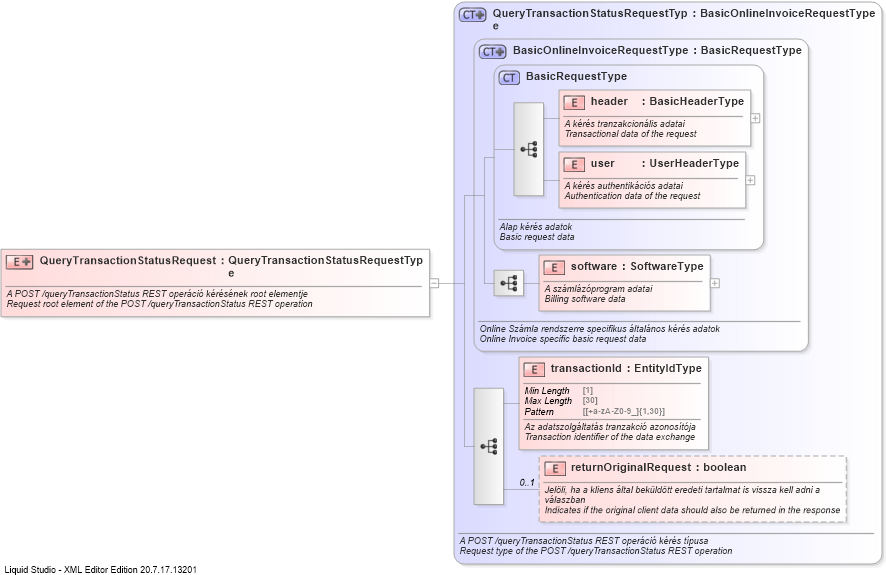 CT+ QueryTransactionStatusRequestTyp : BasicOnlineInvoiceRequestType
e
CT+ BasicOnlineInvoiceRequestType : BasicRequestType
CT BasicRequestType
E header : BasicHeaderType
A kérés tranzakcionális adatai
Transactional data of the request
E user : UserHeaderType
A kérés authentikációs adatai
Authentication data of the request
Alap kérés adatok
Basic request data
E+ QueryTransactionStatusRequest : QueryTransactionStatusRequestTyp
e
A POST /queryTransactionStatus REST operáció kérésének root elementje
Request root element of the POST /queryTransactionStatus REST operation
E software : SoftwareType
A számlázóprogram adatai
Billing software data
Online Számla rendszerre specifikus általános kérés adatok
Online Invoice specific basic request data
E transactionId : EntityIdType
Min Length [1]
Max Length [30]
Pattern [[+a-zA-Z0-9_]{1,30}]
Az adatszolgáltatás tranzakció azonosítója
Transaction identifier of the data exchange
0..1
E returnOriginalRequest : boolean
Jelöli, ha a kliens által beküldött eredeti tartalmat is vissza kell adni a
válaszban
Indicates if the original client data should also be returned in the response
A POST /queryTransactionStatus REST operáció kérés típusa
Request type of the POST /queryTransactionStatus REST operation
Liquid Studio - XML Editor Edition 20.7.17.13201